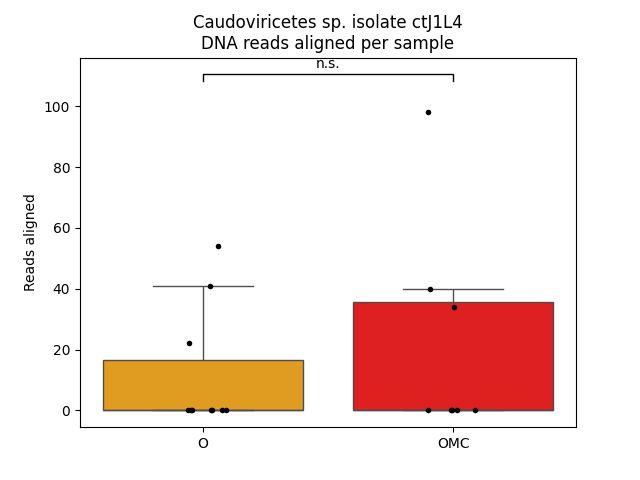 Caudoviricetes sp. isolate ctJ1L4
DNA reads aligned per sample
n.s.
100
80
60
40
20
0
Reads aligned
O
OMC